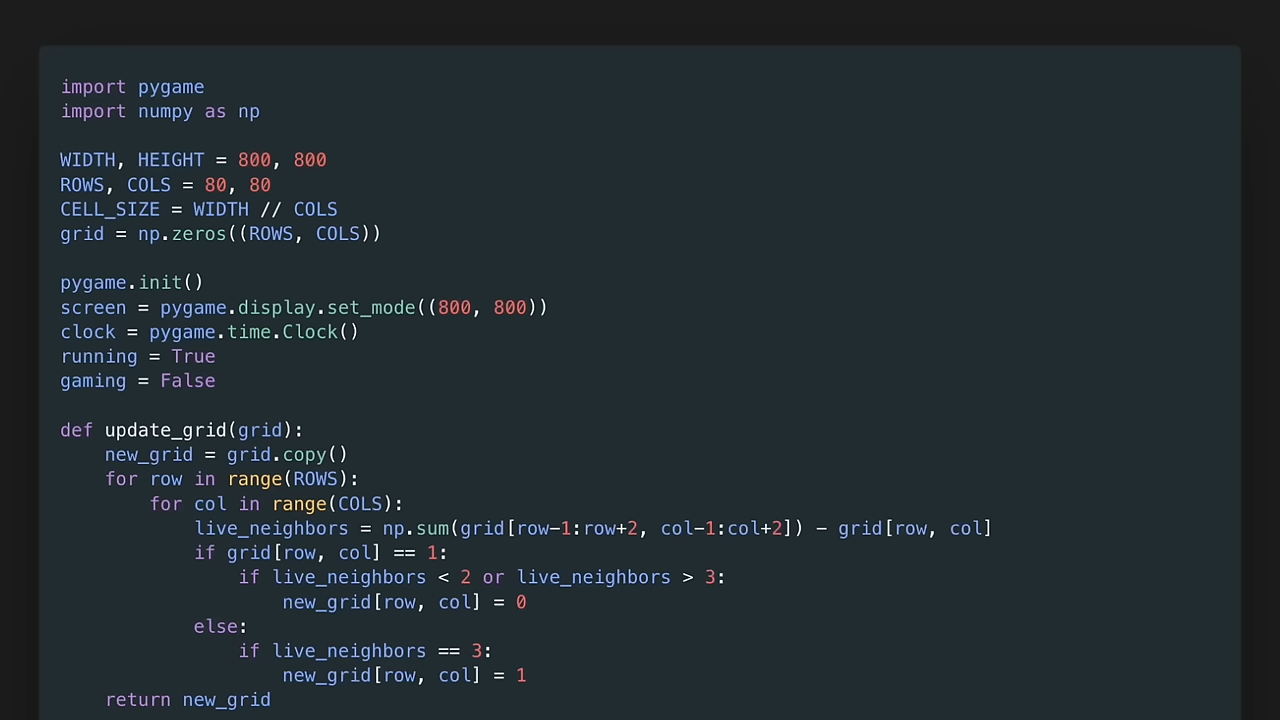 import pygame
import numpy as np

WIDTH, HEIGHT = 800, 800
ROWS, COLS = 80, 80
CELL_SIZE = WIDTH // COLS
grid = np.zeros((ROWS, COLS))

pygame.init()
screen = pygame.display.set_mode((800, 800))
clock = pygame.time.Clock()
running = True
gaming = False

def update_grid(grid):
    new_grid = grid.copy()
    for row in range(ROWS):
        for col in range(COLS):
            live_neighbors = np.sum(grid[row-1:row+2, col-1:col+2]) - grid[row, col]
            if grid[row, col] == 1:
                if live_neighbors < 2 or live_neighbors > 3:
                    new_grid[row, col] = 0
            else:
                if live_neighbors == 3:
                    new_grid[row, col] = 1
    return new_grid